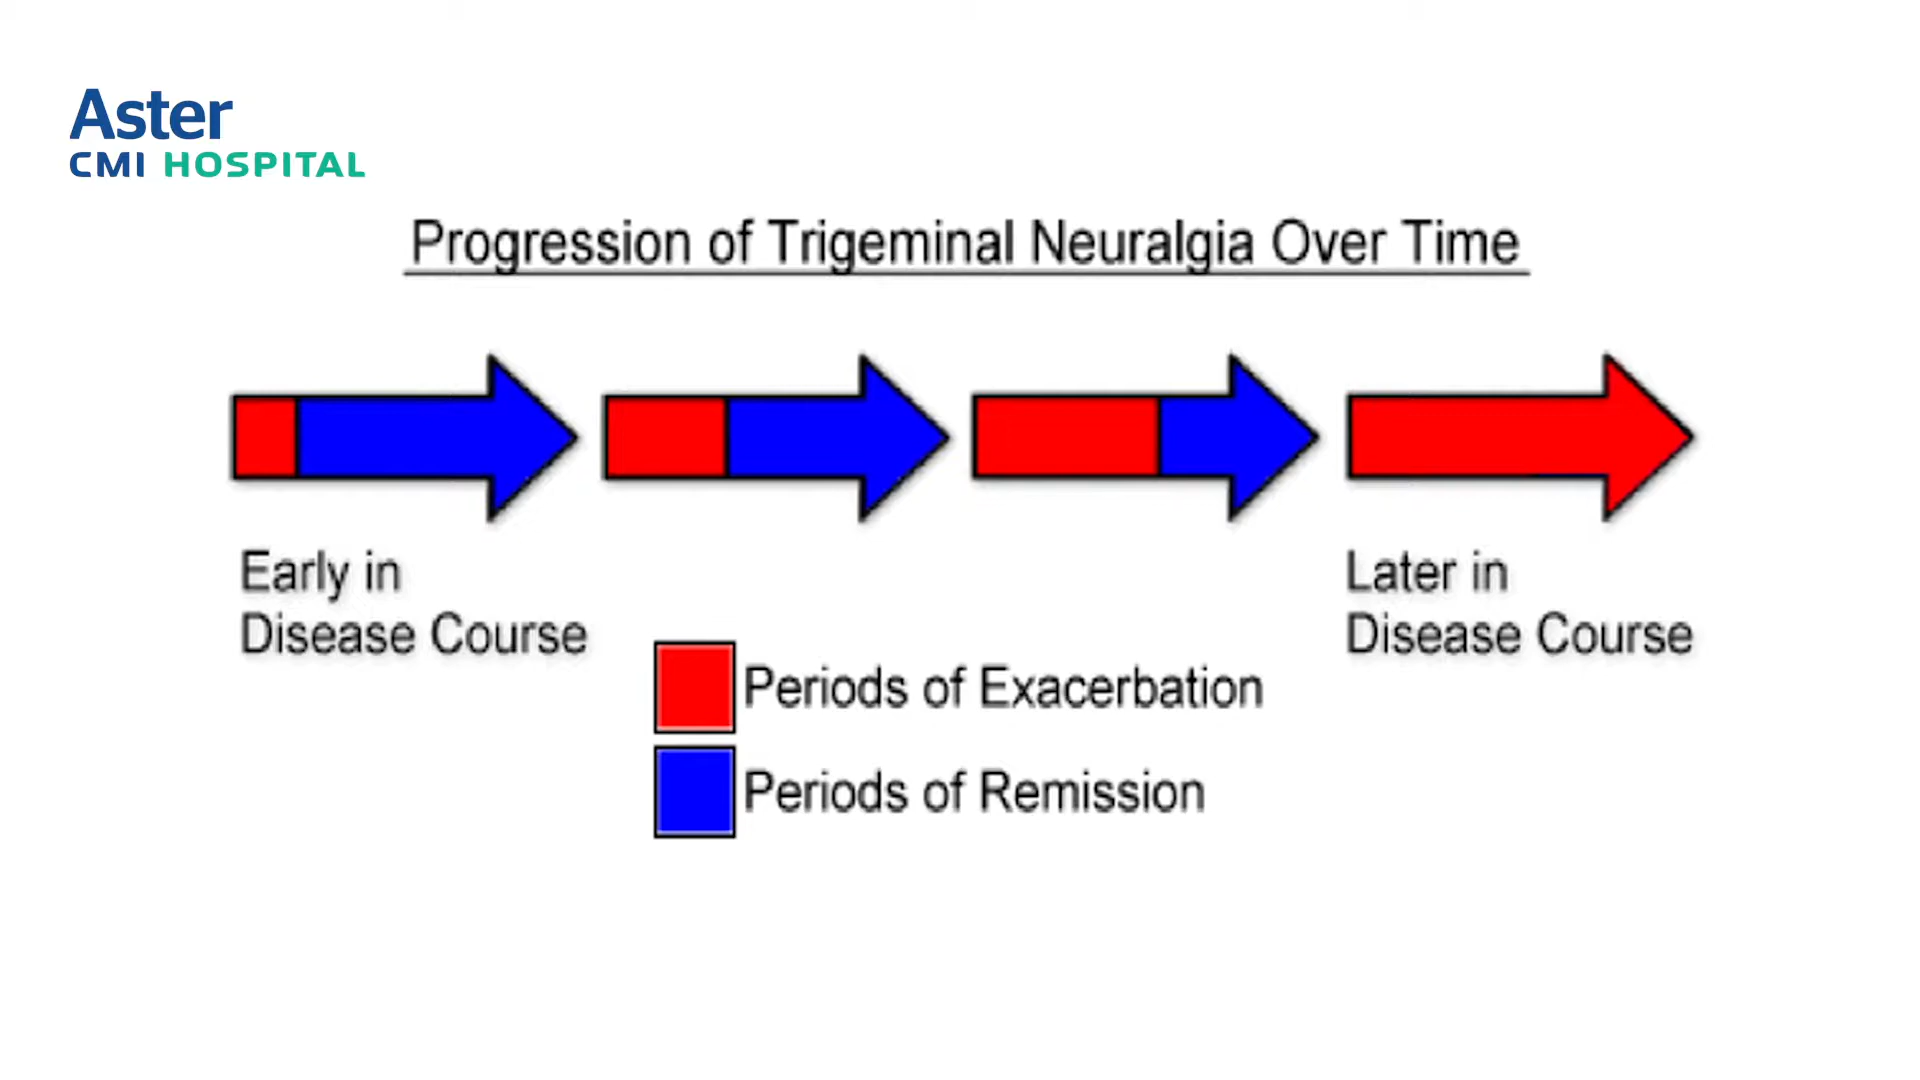 Aster
CMI HOSPITAL
Progression of Trigeminal Neuralgia Over Time
Early in
Disease Course
Later in
Disease Course
Periods of Exacerbation
Periods of Remission